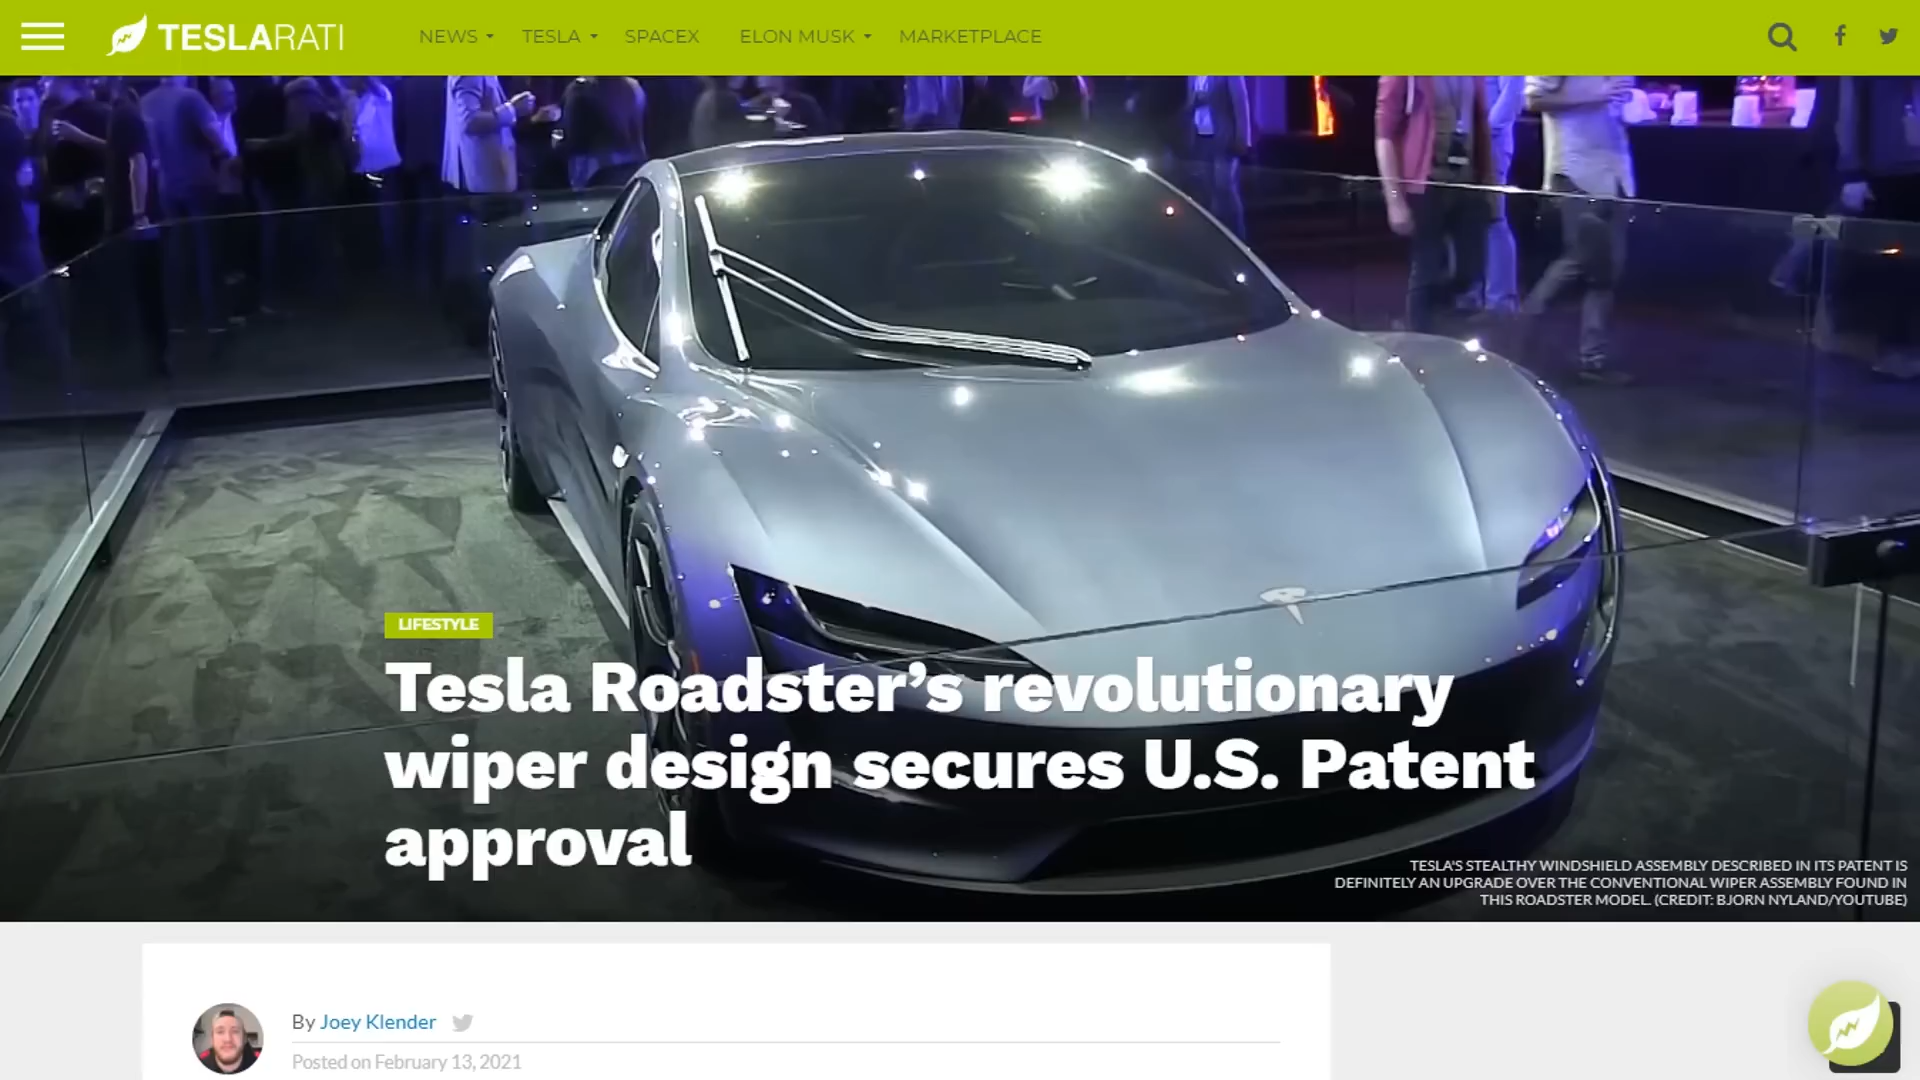 TESLARATI
NEWS
TESLA
SPACEX
ELON MUSK
MARKETPLACE
LIFESTYLE
Tesla Roadster’s revolutionary
wiper design secures U.S. Patent
approval
TESLA'S STEALTHY WINDSHIELD ASSEMBLY DESCRIBED IN ITS PATENT IS
DEFINITELY AN UPGRADE OVER THE CONVENTIONAL WIPER ASSEMBLY FOUND IN
THIS ROADSTER MODEL. (CREDIT: BJORN NYLAND/YOUTUBE)
By Joey Klender
Posted on February 13, 2021